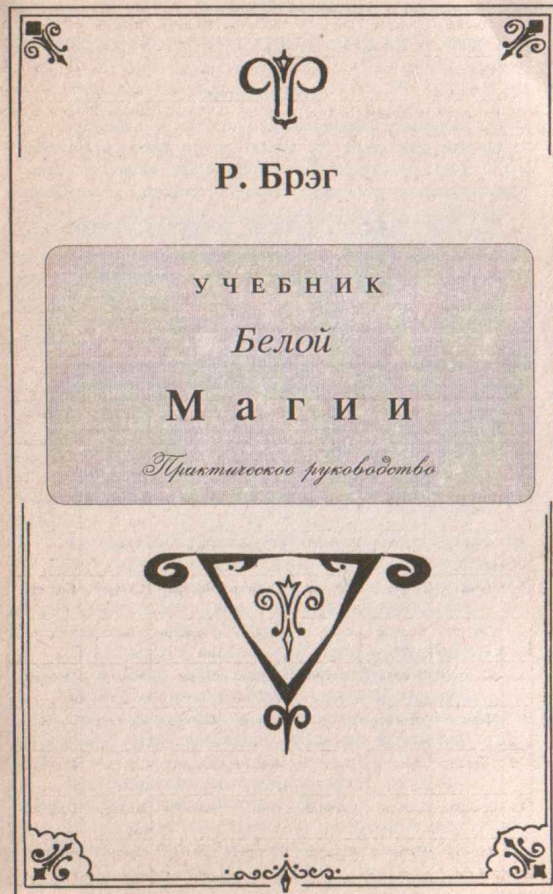 Р. Брэг
УЧЕБНИК
Белой
Магии
Практическое руководство